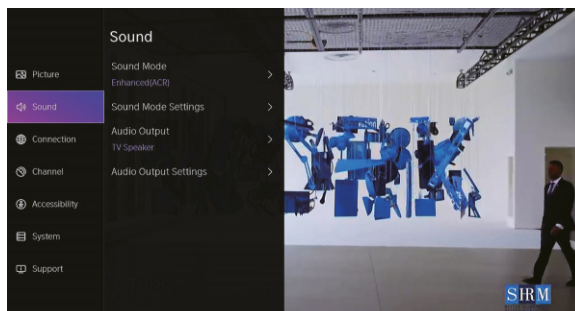 Sound
Picture
Sound
Connection
Channel
Accessibility
System
Support
Sound Mode
Enhanced(ACR)
Sound Mode Settings
Audio Output
TV Speaker
Audio Output Settings
SHRM